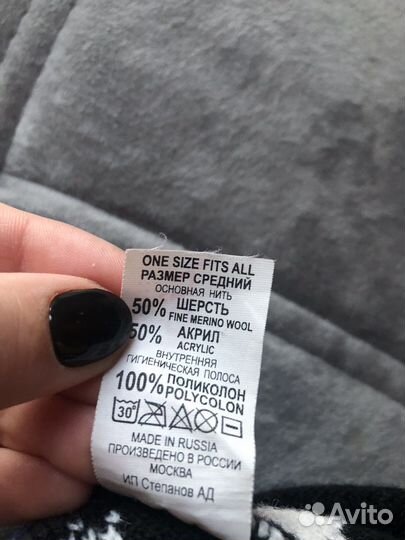 ONE SIZE FITS ALL
РАЗМЕР СРЕДНИЙ
ОСНОВНАЯ НИТЬ
50% ШЕРСТЬ
FINE MERINO WOOL
50% АКРИЛ
ACRYLIC
ВНУТРЕННЯЯ
ГИГИЕНИЧЕСКАЯ ПОЛОСА
100% ПОЛИКОЛОН
POLYCOLON
30°
MADE IN RUSSIA
ПРОИЗВЕДЕНО В РОССИИ
МОСКВА
ИП Степанов АД
Avito